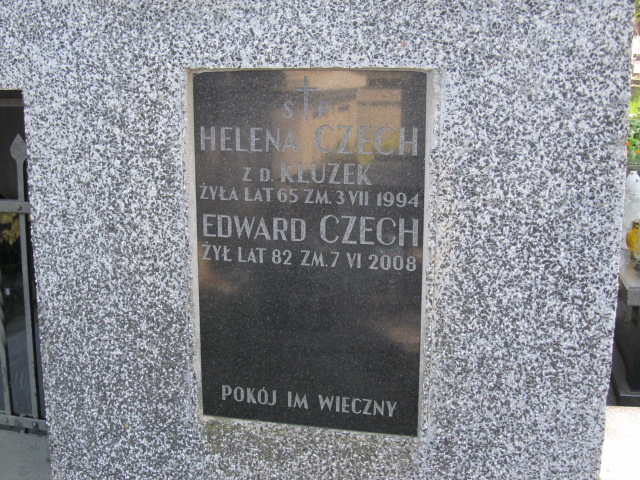 Ś P
HELENA CZECH
Z D. KŁUZEK
ŻYŁA LAT 65 ZM. 3 VII 1994
EDWARD CZECH
ŻYŁ LAT 82 ZM. 7 VI 2008
POKÓJ IM WIECZNY